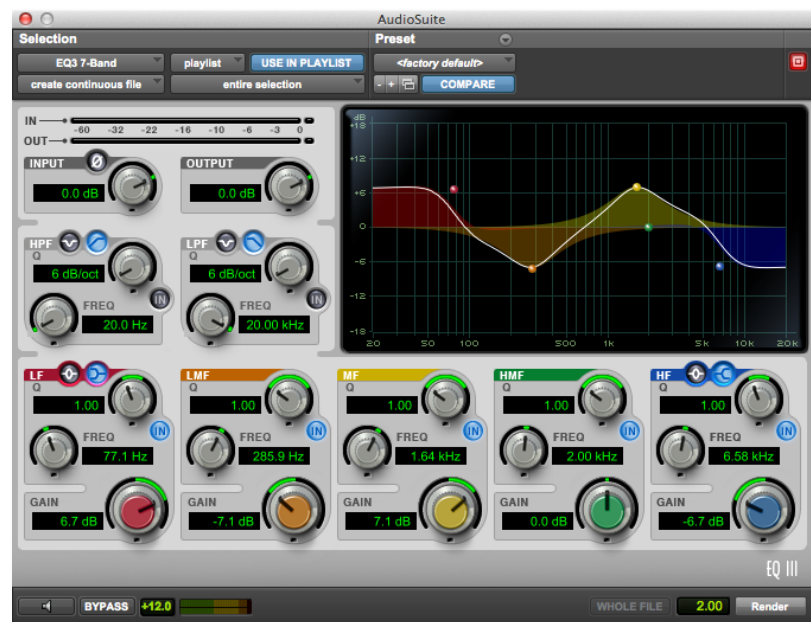 AudioSuite
Selection
Preset
EQ3 7-Band playlist USE IN PLAYLIST <factory default>
create continuous file entire selection - + COMPARE
IN
-60 -32 -22 -16 -10 -6 -3 0
OUT
INPUT Ø OUTPUT
0.0 dB 0.0 dB
HPF LPF
Q Q
6 dB/oct 6 dB/oct
IN IN
FREQ FREQ
20.0 Hz 20.00 kHz
dB
+18
+12
+6
0
-6
-12
-18
20 50 100 500 1k 5k 10k 20k
LF LMF MF HMF HF
Q Q Q Q Q
1.00 1.00 1.00 1.00 1.00
IN IN IN IN IN
FREQ FREQ FREQ FREQ FREQ
77.1 Hz 285.9 Hz 1.64 kHz 2.00 kHz 6.58 kHz
GAIN GAIN GAIN GAIN GAIN
6.7 dB -7.1 dB 7.1 dB 0.0 dB -6.7 dB
EQ III
BYPASS +12.0 WHOLE FILE 2.00 Render